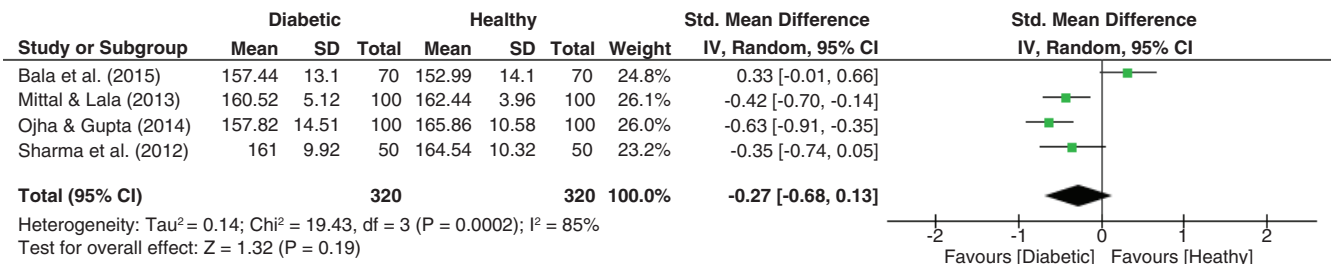 Diabetic Healthy Std. Mean Difference Std. Mean Difference
Study or Subgroup Mean SD Total Mean SD Total Weight IV, Random, 95% CI IV, Random, 95% CI
Bala et al. (2015) 157.44 13.1 70 152.99 14.1 70 24.8% 0.33 [-0.01, 0.66]
Mittal & Lala (2013) 160.52 5.12 100 162.44 3.96 100 26.1% -0.42 [-0.70, -0.14]
Ojha & Gupta (2014) 157.82 14.51 100 165.86 10.58 100 26.0% -0.63 [-0.91, -0.35]
Sharma et al. (2012) 161 9.92 50 164.54 10.32 50 23.2% -0.35 [-0.74, 0.05]
Total (95% CI) 320 320 100.0% -0.27 [-0.68, 0.13]
Heterogeneity: Tau² = 0.14; Chi² = 19.43, df = 3 (P = 0.0002); I² = 85%
Test for overall effect: Z = 1.32 (P = 0.19)
-2 -1 0 1 2
Favours [Diabetic] Favours [Heathy]